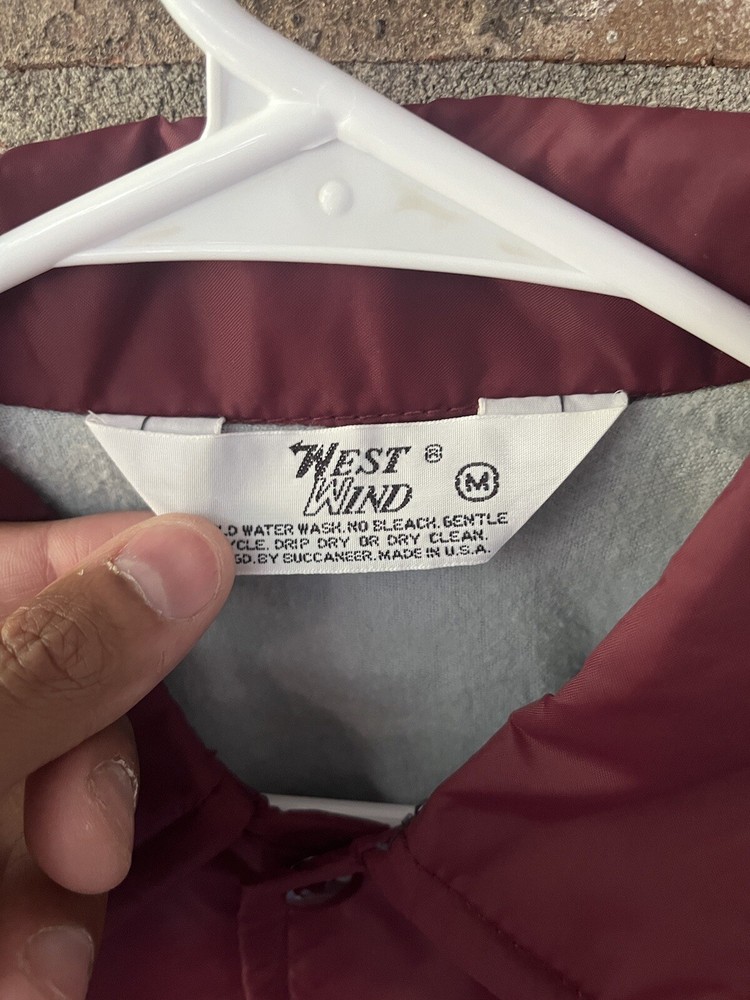 WEST ®
WIND M
WATER WASH. NO BLEACH. GENTLE
DRIP DRY OR DRY CLEAN.
BY BUCCANEER. MADE IN U.S.A.